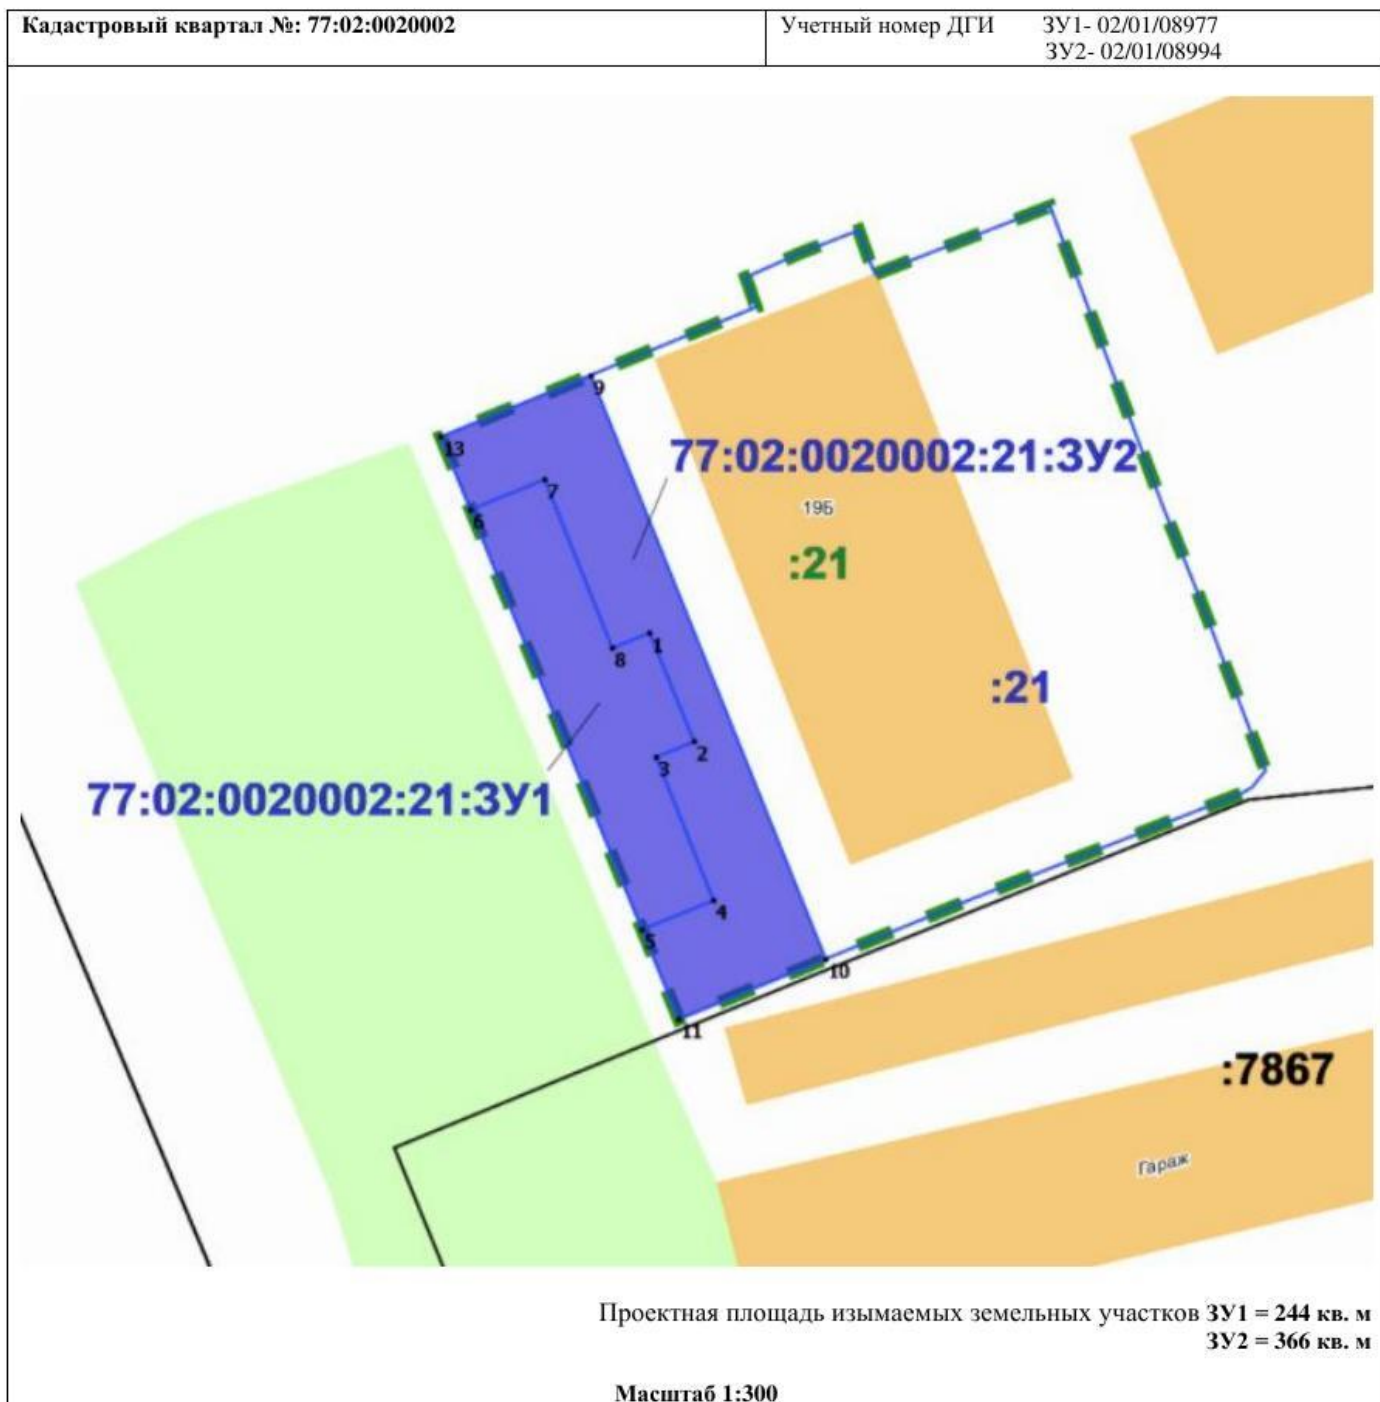 Кадастровый квартал №: 77:02:0020002
Учетный номер ДГИ ЗУ1- 02/01/08977
ЗУ2- 02/01/08994
9
13
77:02:0020002:21:ЗУ2
7
6
19Б
:21
1
8
:21
2
3
77:02:0020002:21:ЗУ1
4
5
10
11
:7867
Гараж
Проектная площадь изымаемых земельных участков ЗУ1 = 244 кв. м
ЗУ2 = 366 кв. м
Масштаб 1:300